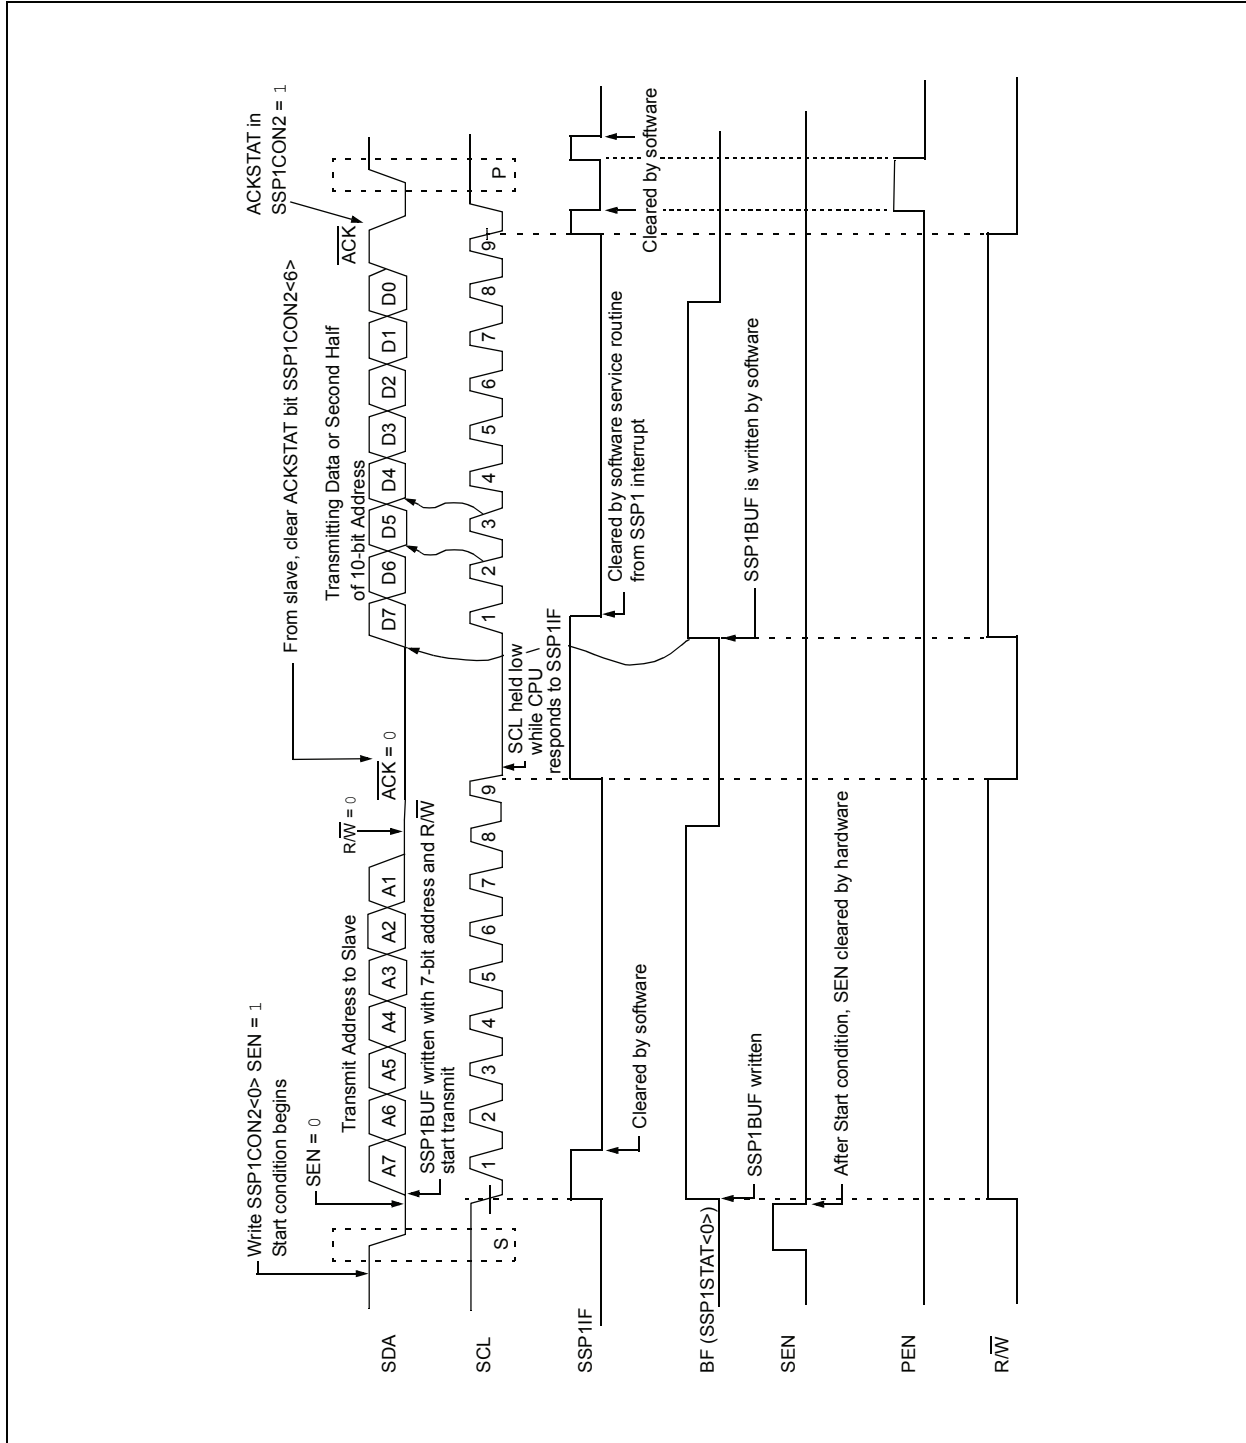 Write SSP1CON2<0> SEN = 1
Start condition begins
SEN = 0
Transmit Address to Slave
R/W = 0
From slave, clear ACKSTAT bit SSP1CON2<6>
ACK = 0
Transmitting Data or Second Half
of 10-bit Address
ACKSTAT in
SSP1CON2 = 1
ACK
SDA
A7 A6 A5 A4 A3 A2 A1
D7 D6 D5 D4 D3 D2 D1 D0
SSP1BUF written with 7-bit address and R/W
start transmit
SCL
S
1 2 3 4 5 6 7 8 9
1 2 3 4 5 6 7 8 9
P
SCL held low
while CPU
responds to SSP1IF
SSP1IF
Cleared by software
Cleared by software service routine
from SSP1 interrupt
Cleared by software
BF (SSP1STAT<0>)
SSP1BUF written
SSP1BUF is written by software
SEN
After Start condition, SEN cleared by hardware
PEN
R/W